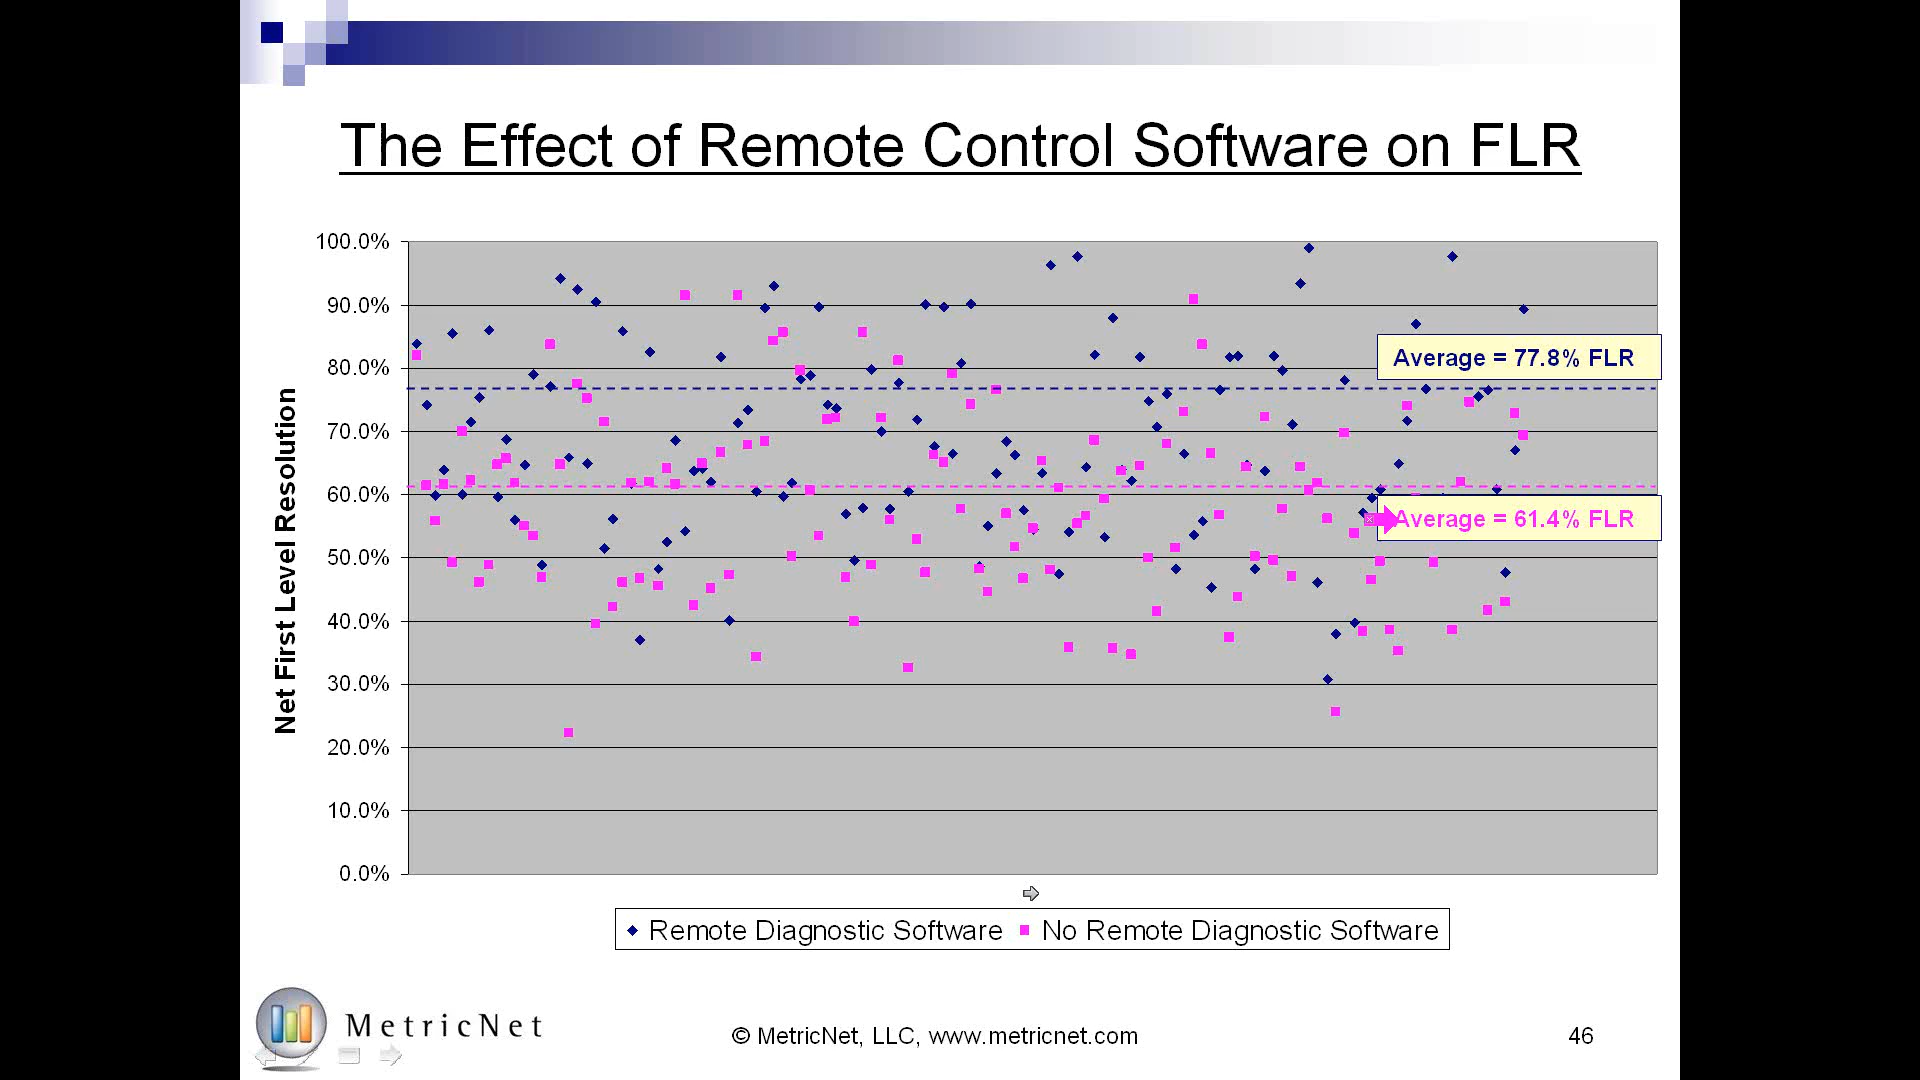 The Effect of Remote Control Software on FLR
Net First Level Resolution
100.0%
90.0%
80.0%
70.0%
60.0%
50.0%
40.0%
30.0%
20.0%
10.0%
0.0%
Average = 77.8% FLR
Average = 61.4% FLR
Remote Diagnostic Software No Remote Diagnostic Software
MetricNet
© MetricNet, LLC, www.metricnet.com
46